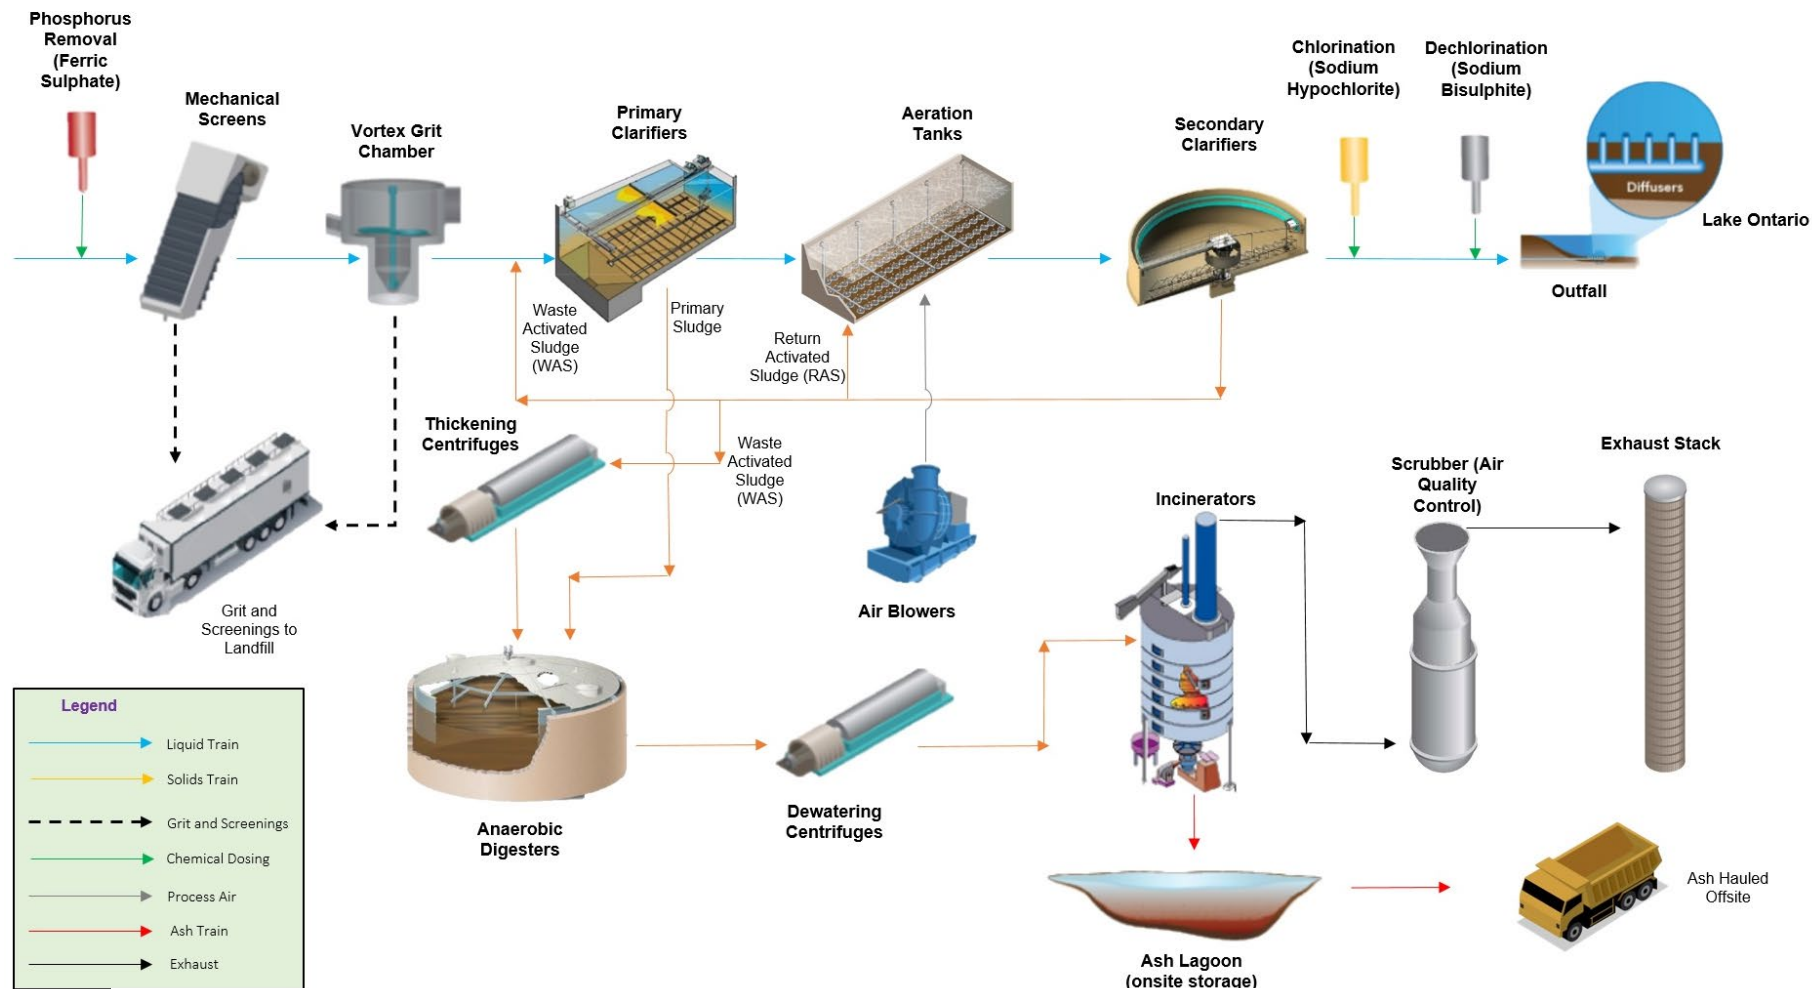 Phosphorus
Removal
(Ferric
Sulphate)
Mechanical
Screens
Vortex Grit
Chamber
Primary
Clarifiers
Aeration
Tanks
Secondary
Clarifiers
Chlorination
(Sodium
Hypochlorite)
Dechlorination
(Sodium
Bisulphite)
Diffusers
Lake Ontario
Outfall
Waste
Activated
Sludge
(WAS)
Primary
Sludge
Return
Activated
Sludge (RAS)
Thickening
Centrifuges
Waste
Activated
Sludge
(WAS)
Air Blowers
Incinerators
Scrubber (Air
Quality
Control)
Exhaust Stack
Grit and
Screenings to
Landfill
Anaerobic
Digesters
Dewatering
Centrifuges
Ash Lagoon
(onsite storage)
Ash Hauled
Offsite
Legend
Liquid Train
Solids Train
Grit and Screenings
Chemical Dosing
Process Air
Ash Train
Exhaust